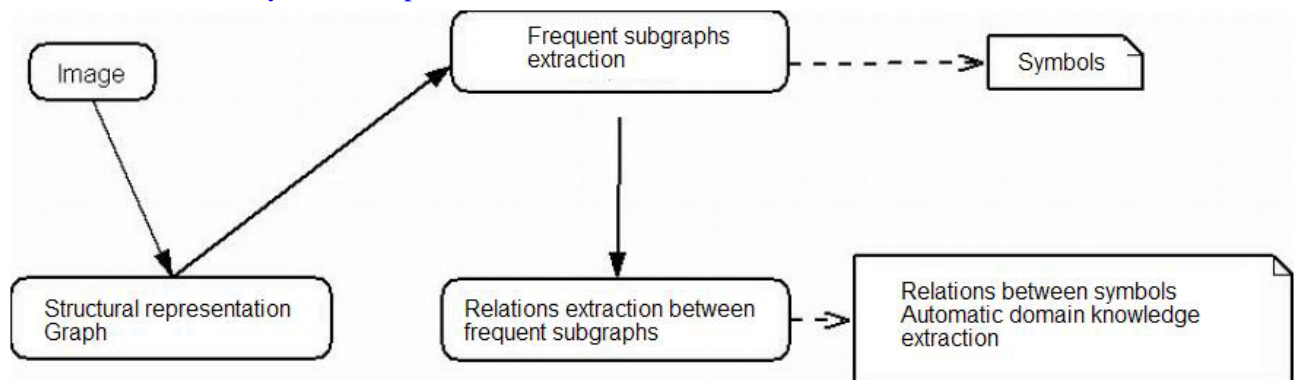 Image
Frequent subgraphs
extraction
Symbols
Structural representation
Graph
Relations extraction between
frequent subgraphs
Relations between symbols
Automatic domain knowledge
extraction